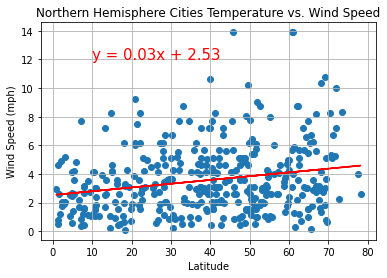 Northern Hemisphere Cities Temperature vs. Wind Speed
14
12
10
8
6
4
2
0
y = 0.03x + 2.53
Wind Speed (mph)
0 10 20 30 40 50 60 70 80
Latitude